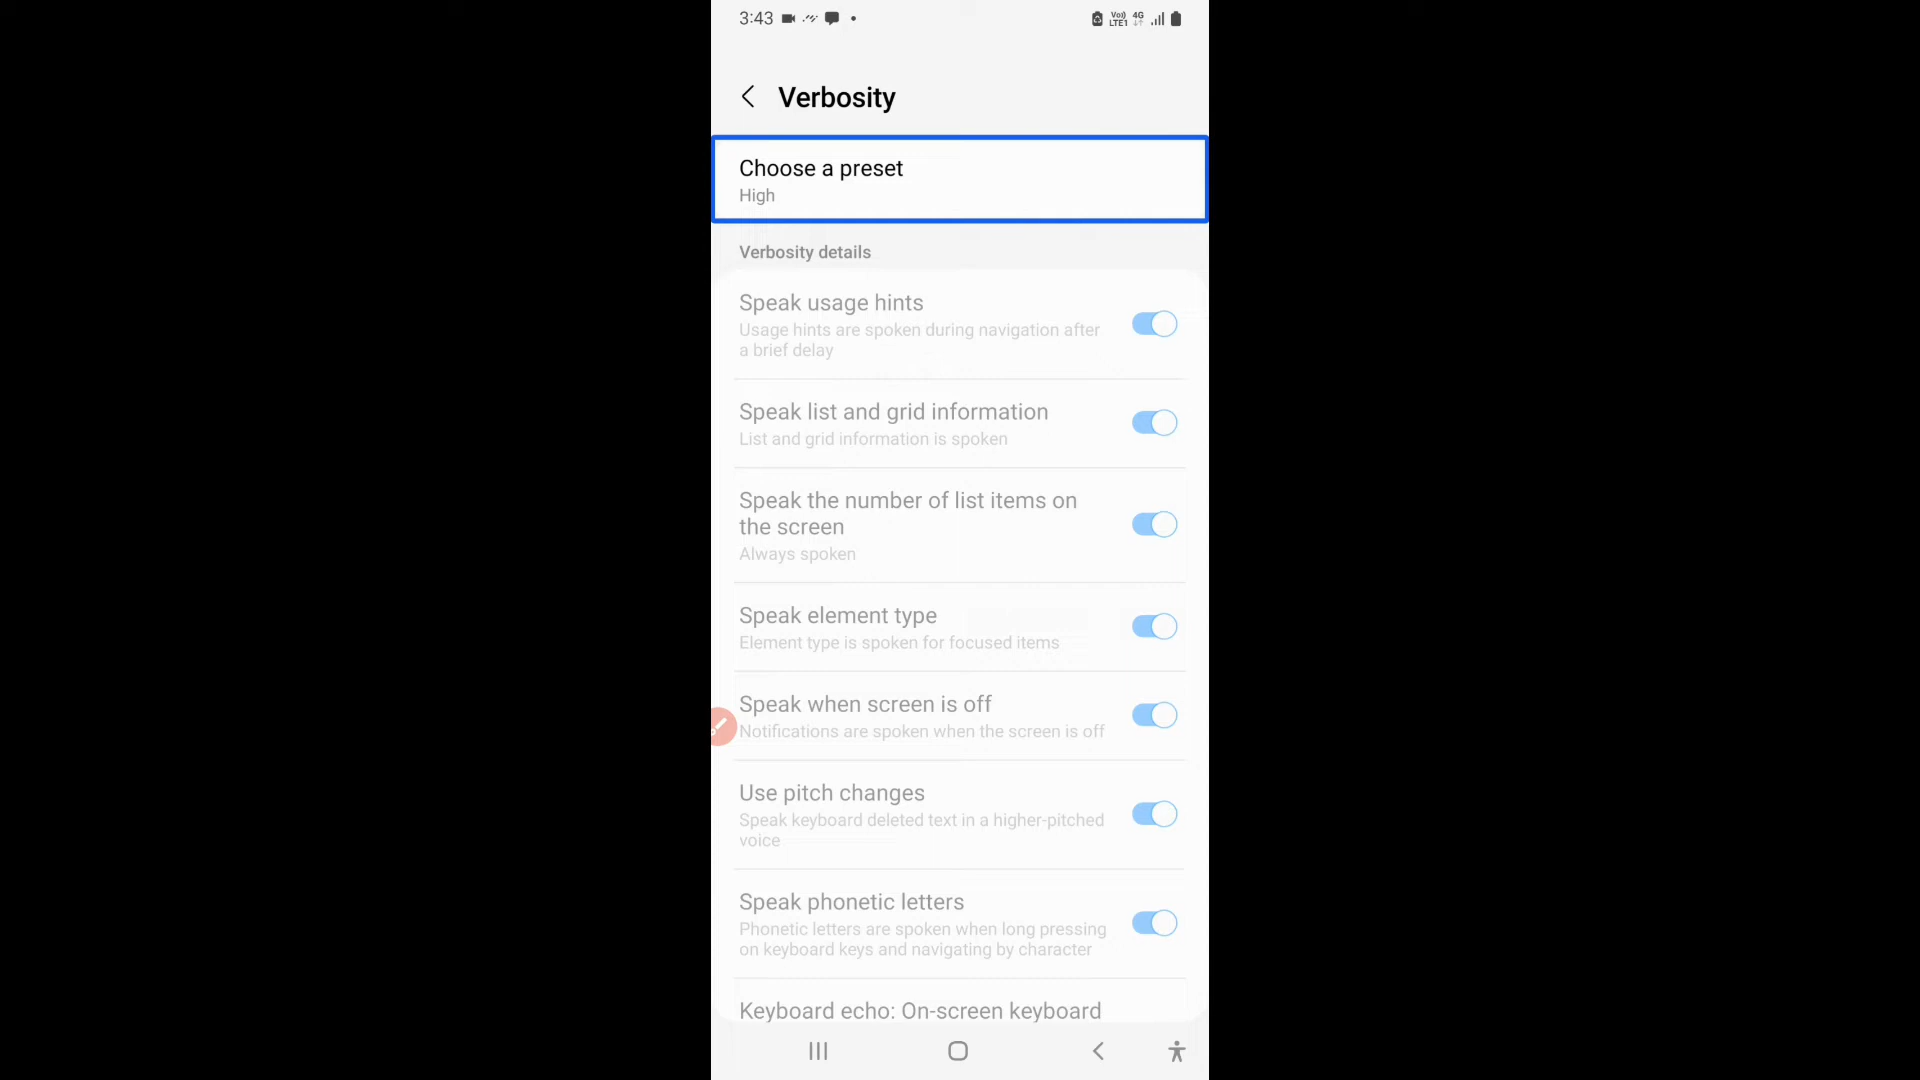 3:43
Vo)) 4G
LTE1
Verbosity
Choose a preset
High
Verbosity details
Speak usage hints
Usage hints are spoken during navigation after
a brief delay
Speak list and grid information
List and grid information is spoken
Speak the number of list items on
the screen
Always spoken
Speak element type
Element type is spoken for focused items
Speak when screen is off
Notifications are spoken when the screen is off
Use pitch changes
Speak keyboard deleted text in a higher-pitched
voice
Speak phonetic letters
Phonetic letters are spoken when long pressing
on keyboard keys and navigating by character
Keyboard echo: On-screen keyboard